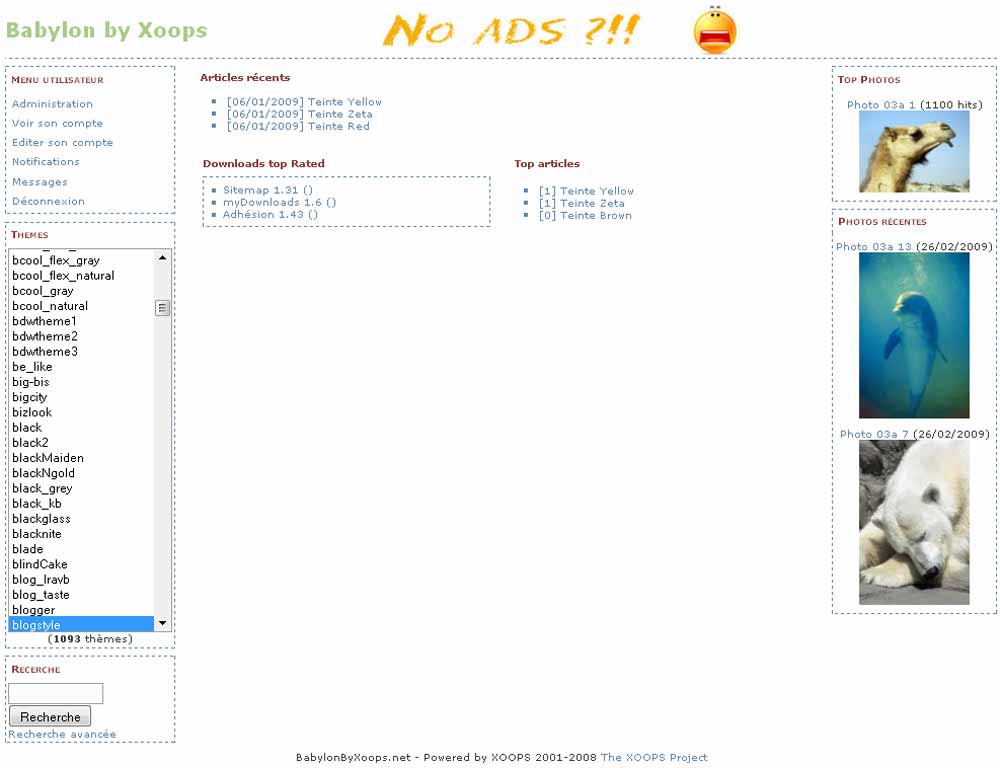 Babylon by Xoops
No ads ?!!
Menu utilisateur
Administration
Voir son compte
Editer son compte
Notifications
Messages
Déconnexion
Themes
bcool_flex_gray
bcool_flex_natural
bcool_gray
bcool_natural
bdwtheme1
bdwtheme2
bdwtheme3
be_like
big-bis
bigcity
bizlook
black
black2
blackMaiden
blackNgold
black_grey
black_kb
blackglass
blacknite
blade
blindCake
blog_lravb
blog_taste
blogger
blogstyle
(1093 thèmes)
Recerche
Recherche
Recherche avancée
Articles récents
[06/01/2009] Teinte Yellow
[06/01/2009] Teinte Zeta
[06/01/2009] Teinte Red
Downloads top Rated
Sitemap 1.31 ()
myDownloads 1.6 ()
Adhésion 1.43 ()
Top articles
[1] Teinte Yellow
[1] Teinte Zeta
[0] Teinte Brown
Top Photos
Photo 03a 1 (1100 hits)
Photos récentes
Photo 03a 13 (26/02/2009)
Photo 03a 7 (26/02/2009)
BabylonByXoops.net - Powered by XOOPS 2001-2008 The XOOPS Project